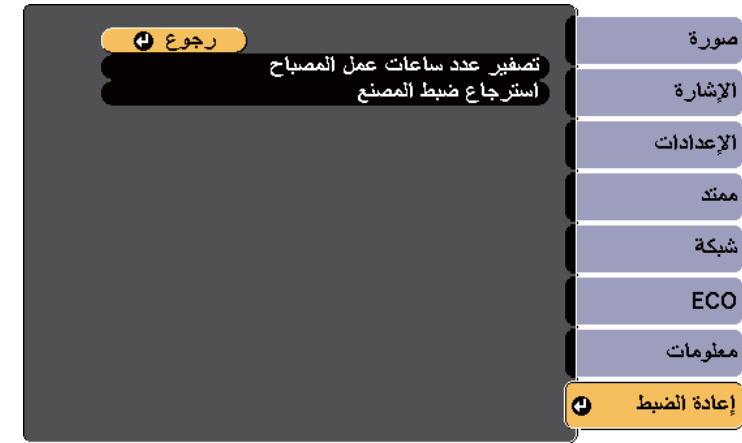 صورة
الإشارة
الإعدادات
ممتد
شبكة
ECO
معلومات
إعادة الضبط
رجوع
تصفير عدد ساعات عمل المصباح
استرجاع ضبط المصنع